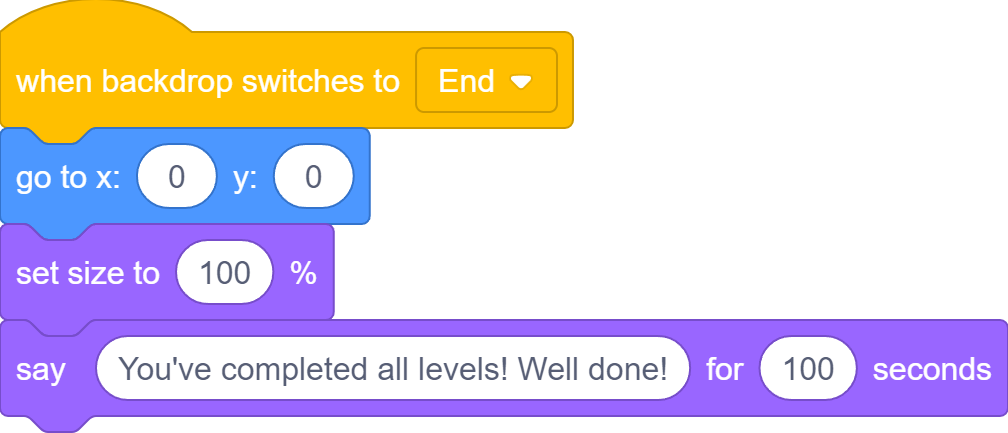 when backdrop switches to End
go to x: 0 y: 0
set size to 100 %
say You've completed all levels! Well done! for 100 seconds